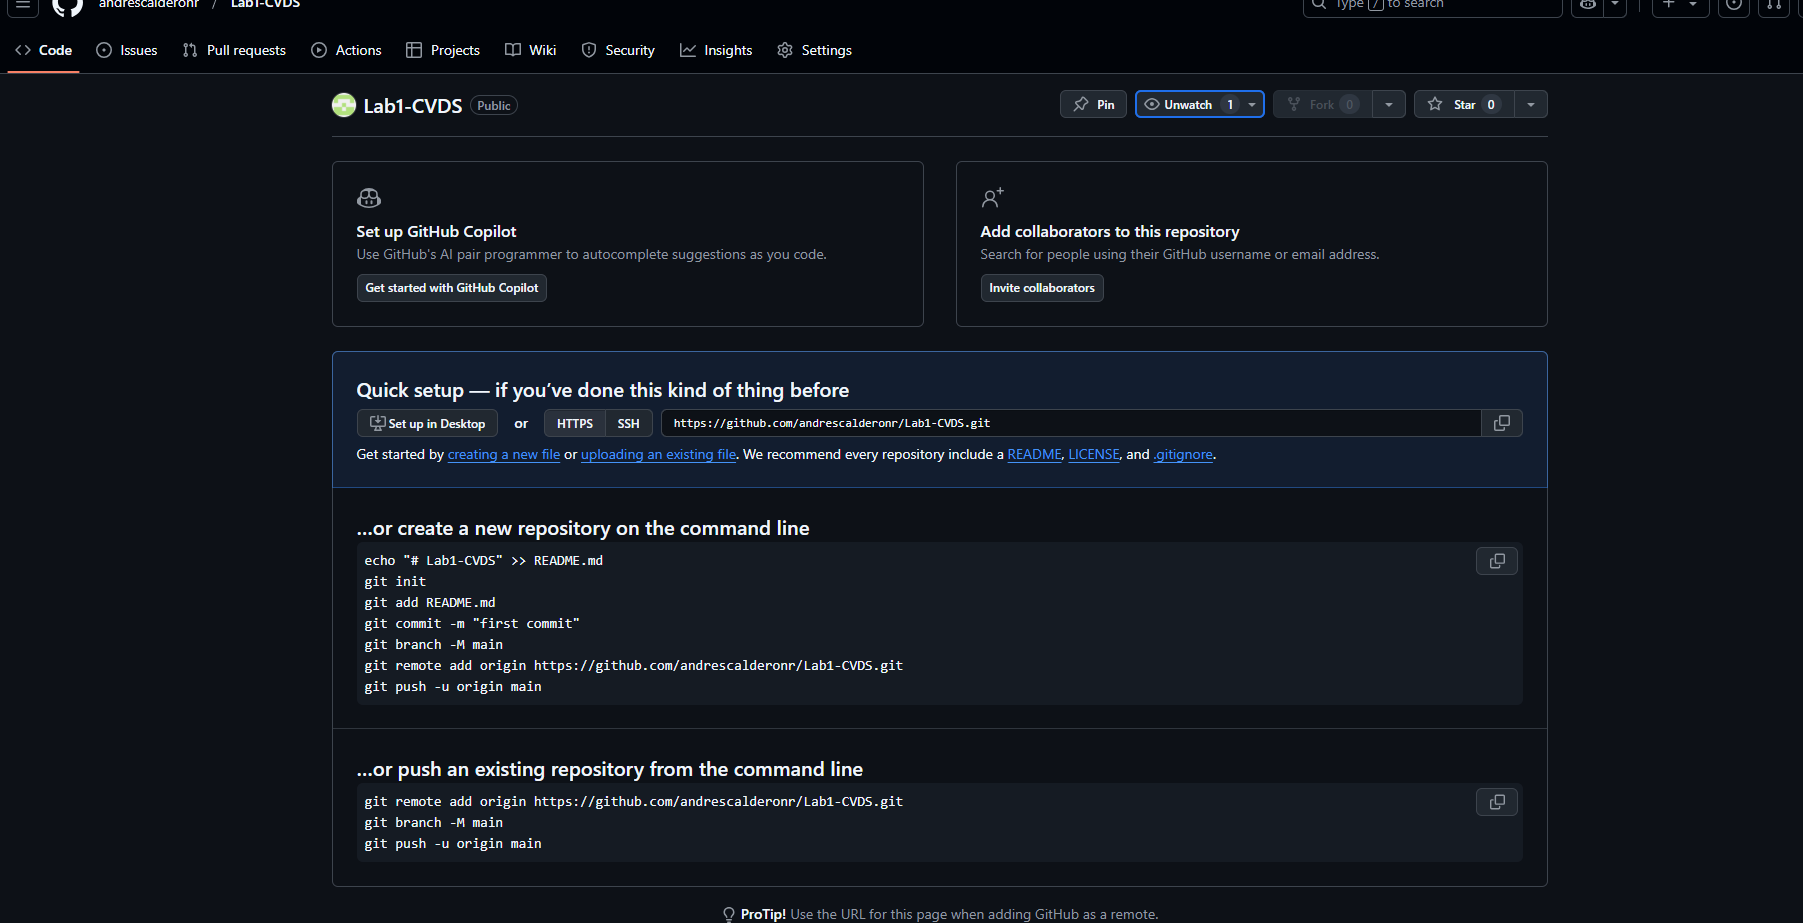 andrescalderonr / Lab1-CVDS
Type / to search
Code Issues Pull requests Actions Projects Wiki Security Insights Settings
Lab1-CVDS Public
Pin Unwatch 1 Fork 0 Star 0
Set up GitHub Copilot
Use GitHub's AI pair programmer to autocomplete suggestions as you code.
Get started with GitHub Copilot
Add collaborators to this repository
Search for people using their GitHub username or email address.
Invite collaborators
Quick setup — if you’ve done this kind of thing before
Set up in Desktop or HTTPS SSH https://github.com/andrescalderonr/Lab1-CVDS.git
Get started by creating a new file or uploading an existing file. We recommend every repository include a README, LICENSE, and .gitignore.
…or create a new repository on the command line
echo "# Lab1-CVDS" >> README.md
git init
git add README.md
git commit -m "first commit"
git branch -M main
git remote add origin https://github.com/andrescalderonr/Lab1-CVDS.git
git push -u origin main
…or push an existing repository from the command line
git remote add origin https://github.com/andrescalderonr/Lab1-CVDS.git
git branch -M main
git push -u origin main
ProTip! Use the URL for this page when adding GitHub as a remote.